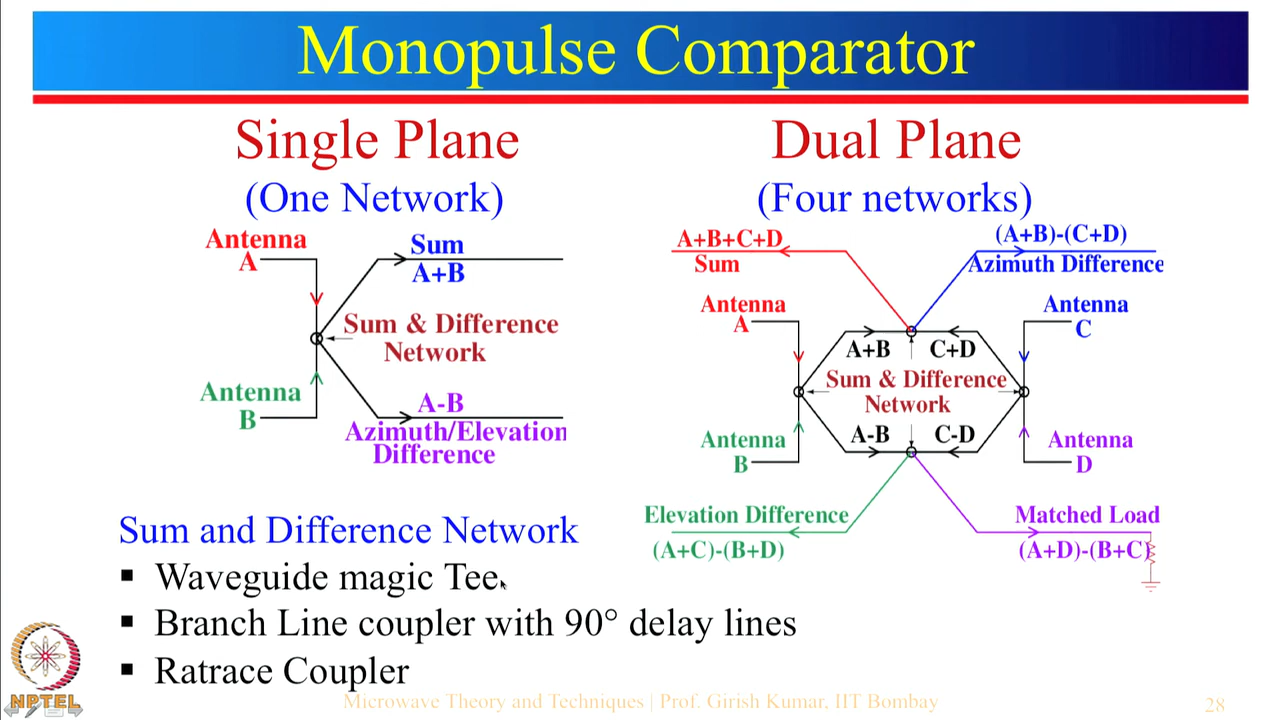 Monopulse Comparator
Single Plane
(One Network)
Antenna
A
Sum
A+B
Sum & Difference
Network
Antenna
B
A-B
Azimuth/Elevation
Difference
Dual Plane
(Four networks)
A+B+C+D
Sum
(A+B)-(C+D)
Azimuth Difference
Antenna
A
Antenna
C
A+B
C+D
Sum & Difference
Network
A-B
C-D
Antenna
B
Antenna
D
Elevation Difference
(A+C)-(B+D)
Matched Load
(A+D)-(B+C)
Sum and Difference Network
▪ Waveguide magic Tee
▪ Branch Line coupler with 90° delay lines
▪ Ratrace Coupler
NPTEL
Microwave Theory and Techniques | Prof. Girish Kumar, IIT Bombay
28